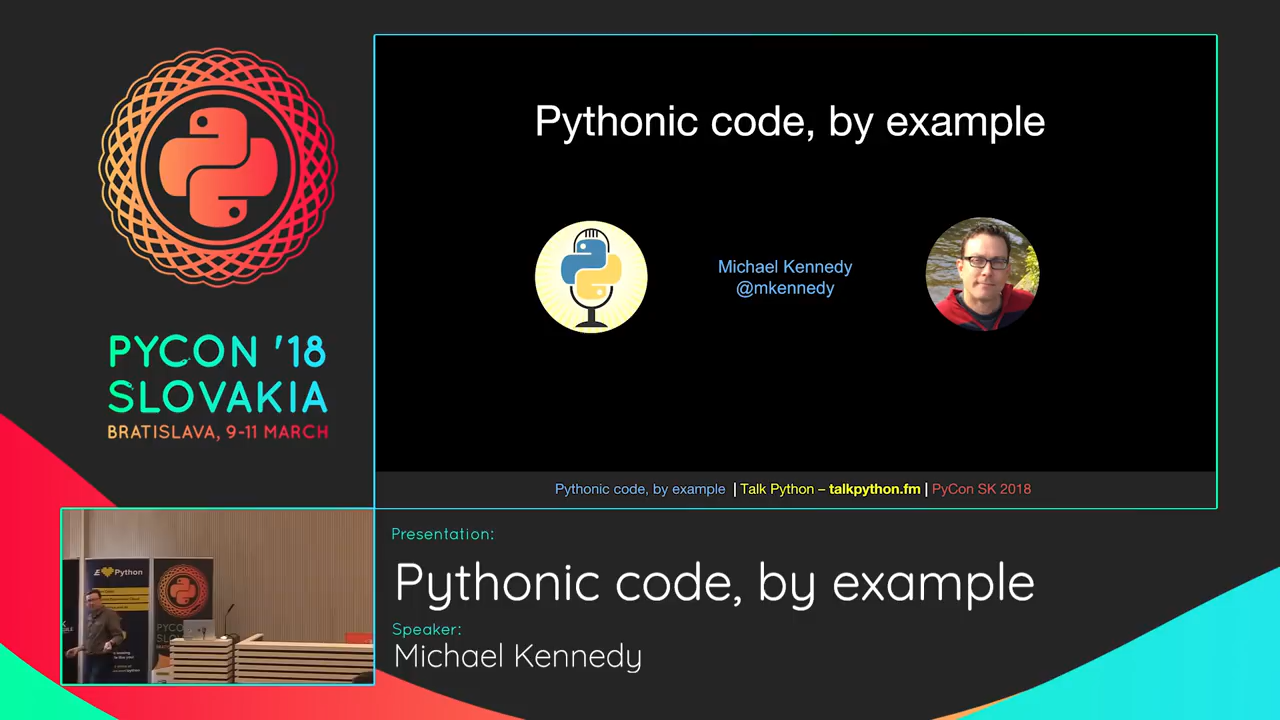 PYCON '18
SLOVAKIA
BRATISLAVA, 9-11 MARCH
Pythonic code, by example
Michael Kennedy
@mkennedy
Pythonic code, by example | Talk Python – talkpython.fm | PyCon SK 2018
Python
Presentation:
Pythonic code, by example
Speaker:
Michael Kennedy